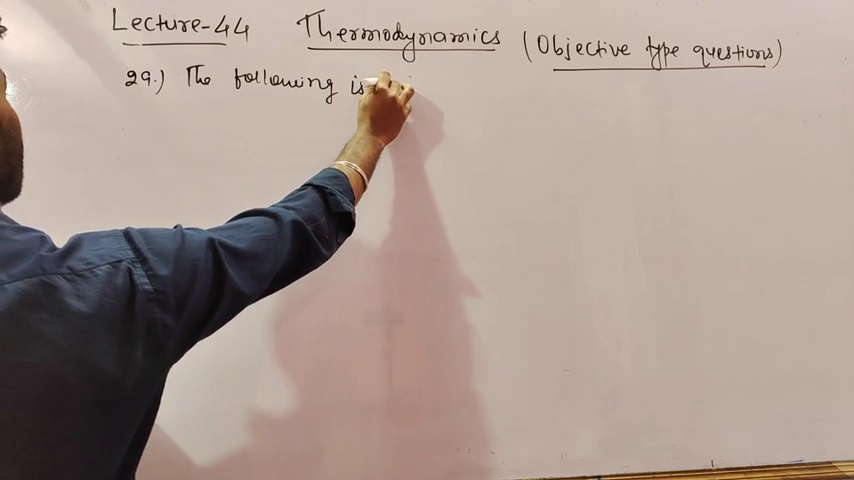 Lecture-44 Thermodynamics (Objective type questions)
29.) The following is